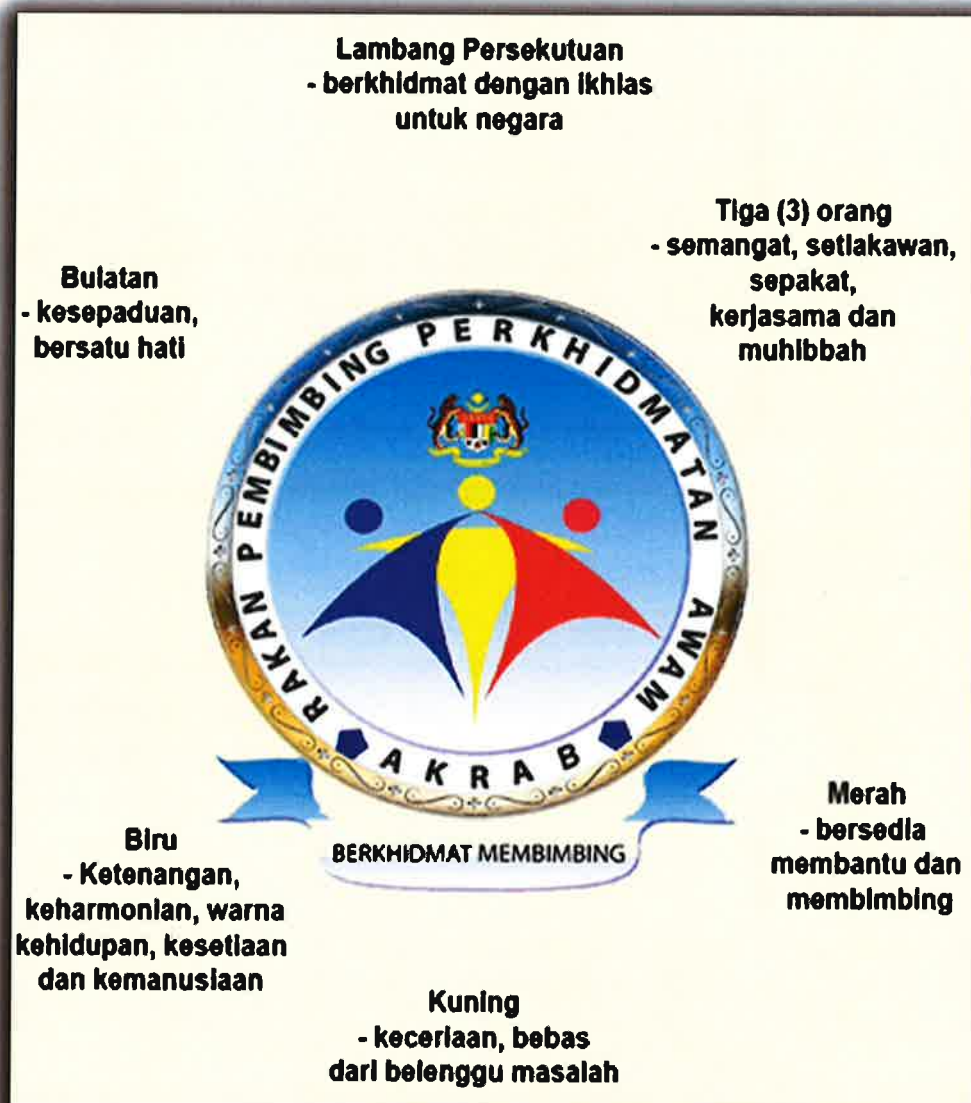 Lambang Persekutuan
- berkhidmat dengan ikhlas
untuk negara
Tiga (3) orang
- semangat, setiakawan,
sepakat,
kerjasama dan
muhibbah
Bulatan
- kesepaduan,
bersatu hati
RAKAN PEMBIMBING PERKHIDMATAN AWAM
AKRAB
BERKHIDMAT MEMBIMBING
Merah
- bersedia
membantu dan
membimbing
Biru
- Ketenangan,
keharmonian, warna
kehidupan, kesetiaan
dan kemanusiaan
Kuning
- keceriaan, bebas
dari belenggu masalah